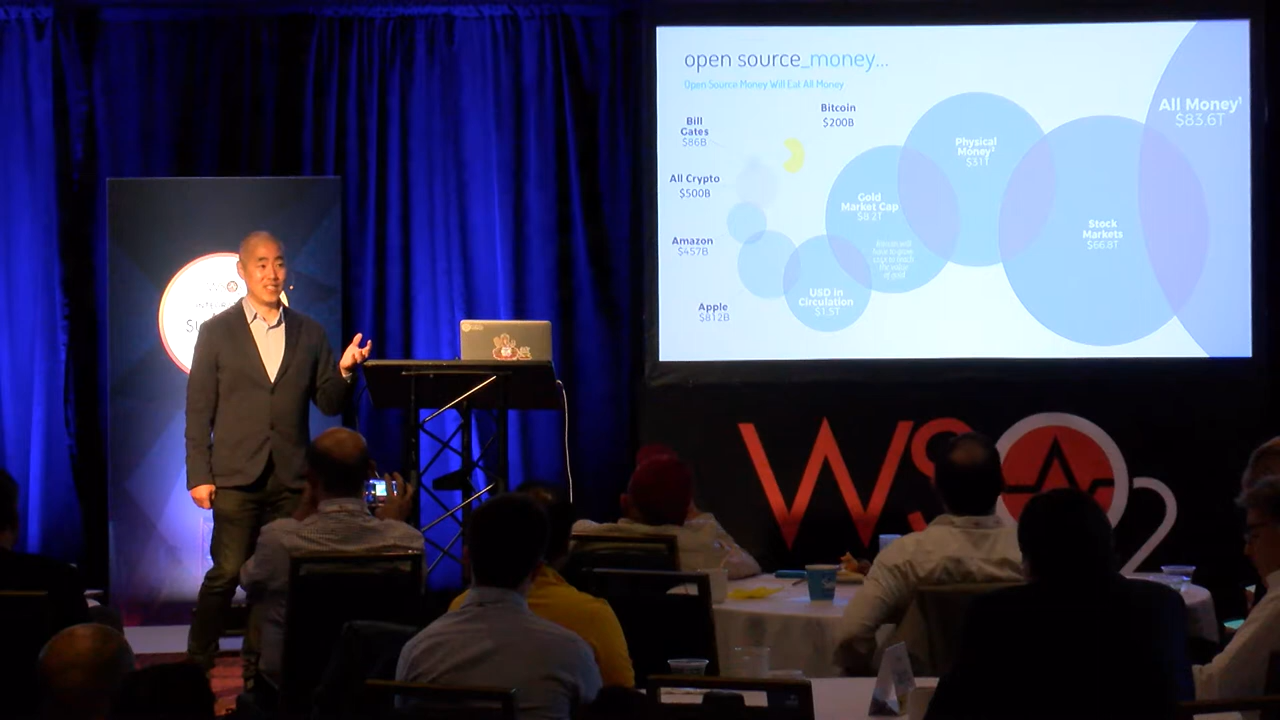 open source_money...
Open Source Money Will Eat All Money
Bitcoin
$200B
Bill
Gates
$86B
All Crypto
$500B
Amazon
$457B
Apple
$812B
USD in
Circulation
$1.5T
Gold
Market Cap
$8.2T
Physical
Money²
$31T
Stock
Markets
$66.8T
All Money¹
$83.6T
WSO2